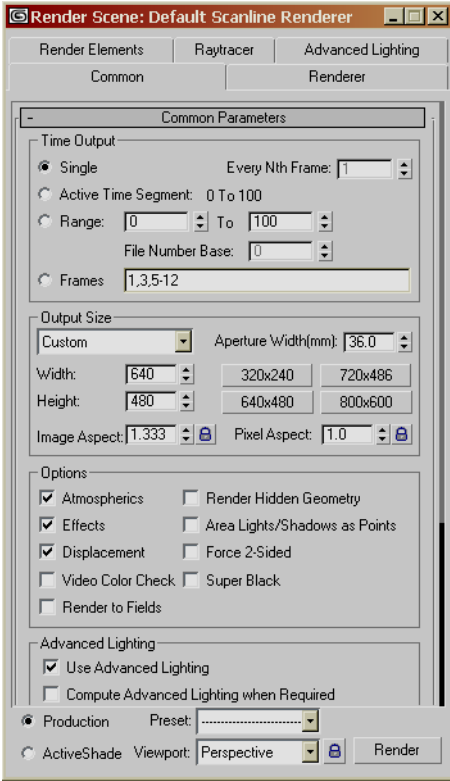 Render Scene: Default Scanline Renderer
Render Elements Raytracer Advanced Lighting
Common Renderer
- Common Parameters
Time Output
Single Every Nth Frame: 1
Active Time Segment: 0 To 100
Range: 0 To 100
File Number Base: 0
Frames 1,3,5-12
Output Size
Custom Aperture Width(mm): 36.0
Width: 640 320x240 720x486
Height: 480 640x480 800x600
Image Aspect: 1.333 Pixel Aspect: 1.0
Options
Atmospherics Render Hidden Geometry
Effects Area Lights/Shadows as Points
Displacement Force 2-Sided
Video Color Check Super Black
Render to Fields
Advanced Lighting
Use Advanced Lighting
Compute Advanced Lighting when Required
Production Preset: -------------------------
ActiveShade Viewport: Perspective Render